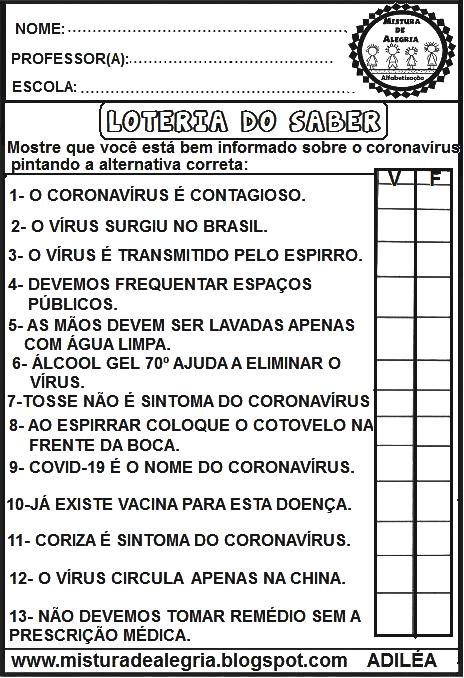 NOME:
MISTURA
DE
ALEGRIA
Alfabetização
PROFESSOR(A):
ESCOLA:
LOTERIA DO SABER
Mostre que você está bem informado sobre o coronavírus
pintando a alternativa correta:
V F
1- O CORONAVÍRUS É CONTAGIOSO.
2- O VÍRUS SURGIU NO BRASIL.
3- O VÍRUS É TRANSMITIDO PELO ESPIRRO.
4- DEVEMOS FREQUENTAR ESPAÇOS
PÚBLICOS.
5- AS MÃOS DEVEM SER LAVADAS APENAS
COM ÁGUA LIMPA.
6- ÁLCOOL GEL 70º AJUDA A ELIMINAR O
VÍRUS.
7-TOSSE NÃO É SINTOMA DO CORONAVÍRUS
8- AO ESPIRRAR COLOQUE O COTOVELO NA
FRENTE DA BOCA.
9- COVID-19 É O NOME DO CORONAVÍRUS.
10-JÁ EXISTE VACINA PARA ESTA DOENÇA.
11- CORIZA É SINTOMA DO CORONAVÍRUS.
12- O VÍRUS CIRCULA APENAS NA CHINA.
13- NÃO DEVEMOS TOMAR REMÉDIO SEM A
PRESCRIÇÃO MÉDICA.
www.misturadealegria.blogspot.com ADILÉA